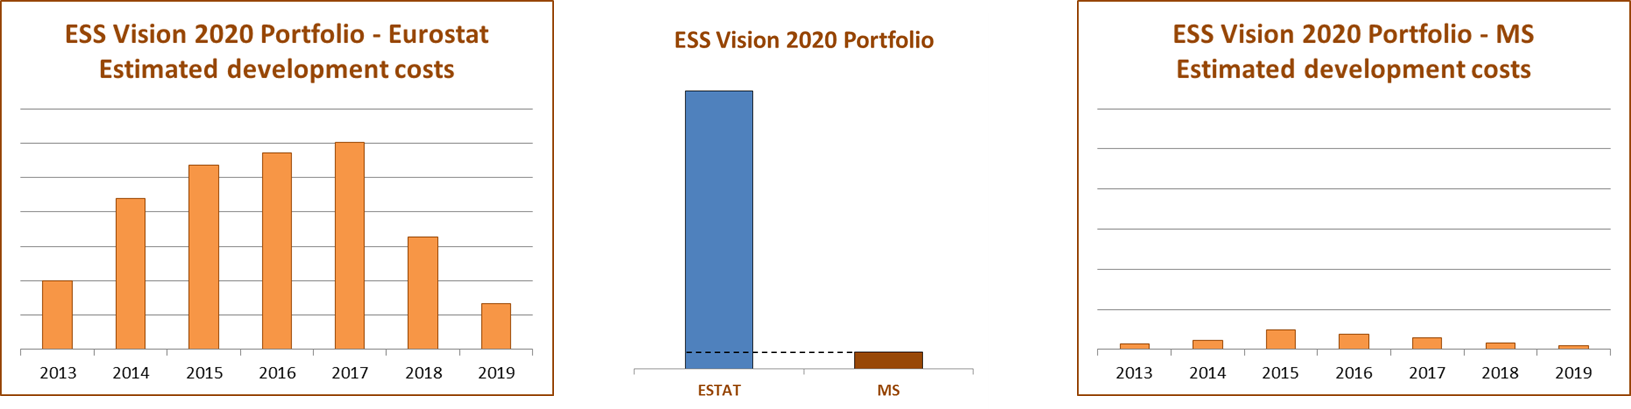 ESS Vision 2020 Portfolio - Eurostat
Estimated development costs
2013 2014 2015 2016 2017 2018 2019
ESS Vision 2020 Portfolio
ESTAT MS
ESS Vision 2020 Portfolio - MS
Estimated development costs
2013 2014 2015 2016 2017 2018 2019